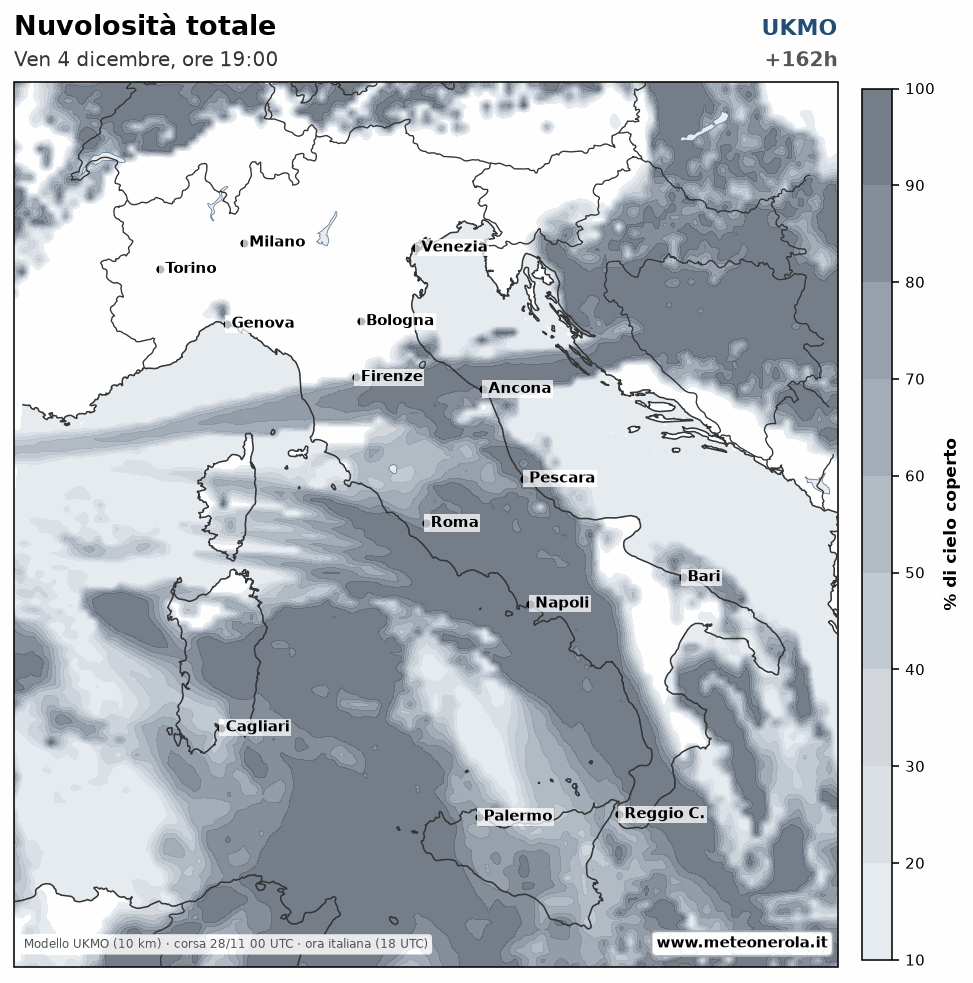 Nuvolosità totale
UKMO
Ven 4 dicembre, ore 19:00
+162h
Milano
Venezia
Torino
Genova
Bologna
Firenze
Ancona
Pescara
Roma
Bari
Napoli
Cagliari
Palermo
Reggio C.
100
90
80
70
60
50
40
30
20
10
% di cielo coperto
Modello UKMO (10 km) · corsa 28/11 00 UTC · ora italiana (18 UTC)
www.meteonerola.it